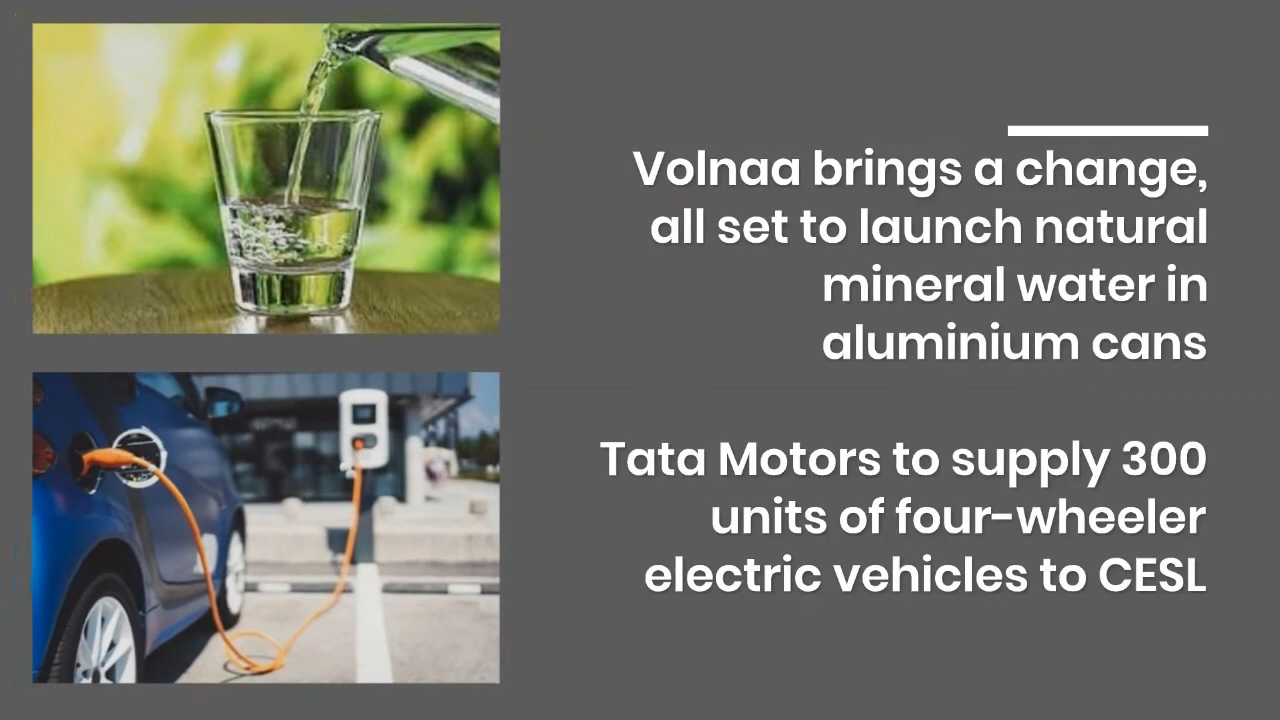 Volnaa brings a change,
all set to launch natural
mineral water in
aluminium cans
Tata Motors to supply 300
units of four-wheeler
electric vehicles to CESL